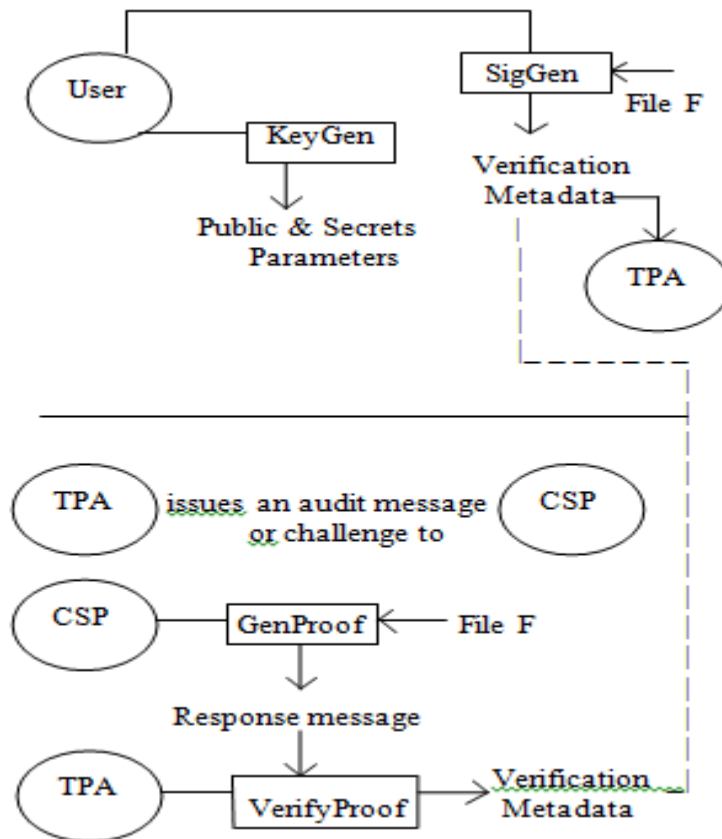 User
SigGen
File F
KeyGen
Verification
Metadata
Public & Secrets
Parameters
TPA
TPA
issues an audit message
or challenge to
CSP
CSP
GenProof
File F
Response message
TPA
VerifyProof
Verification
Metadata